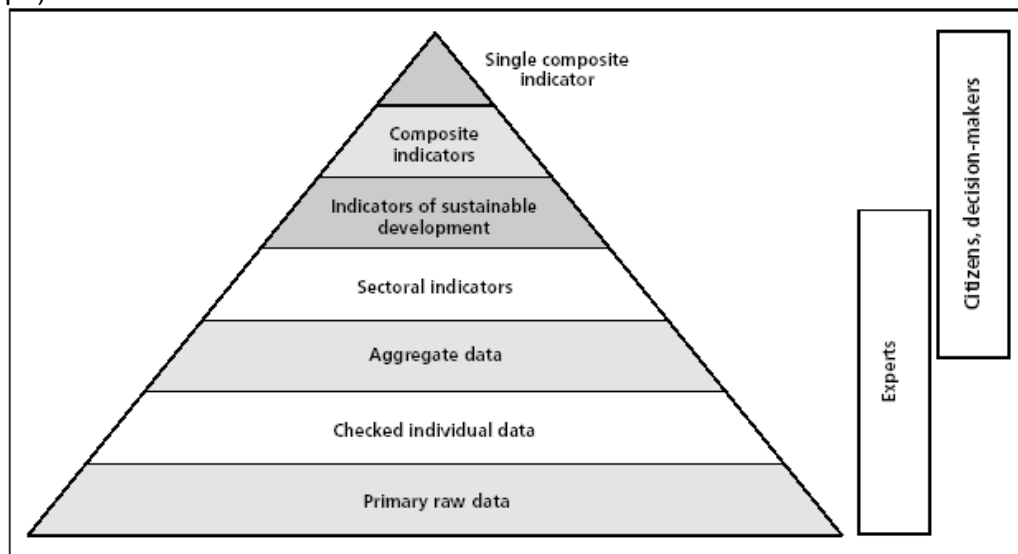 Single composite
indicator
Composite
indicators
Indicators of sustainable
development
Sectoral indicators
Aggregate data
Checked individual data
Primary raw data
Experts
Citizens, decision-makers